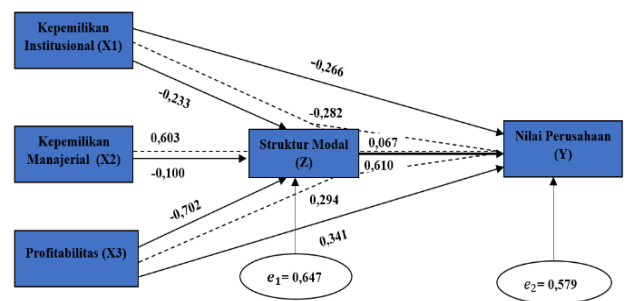 Kepemilikan
Institusional (X1)
-0,266
-0,233
-0,282
Kepemilikan
Manajerial (X2)
0,603
-0,100
Struktur Modal
(Z)
0,067
0,610
Nilai Perusahaan
(Y)
-0,702
0,294
0,341
Profitabilitas (X3)
e1= 0,647
e2= 0,579